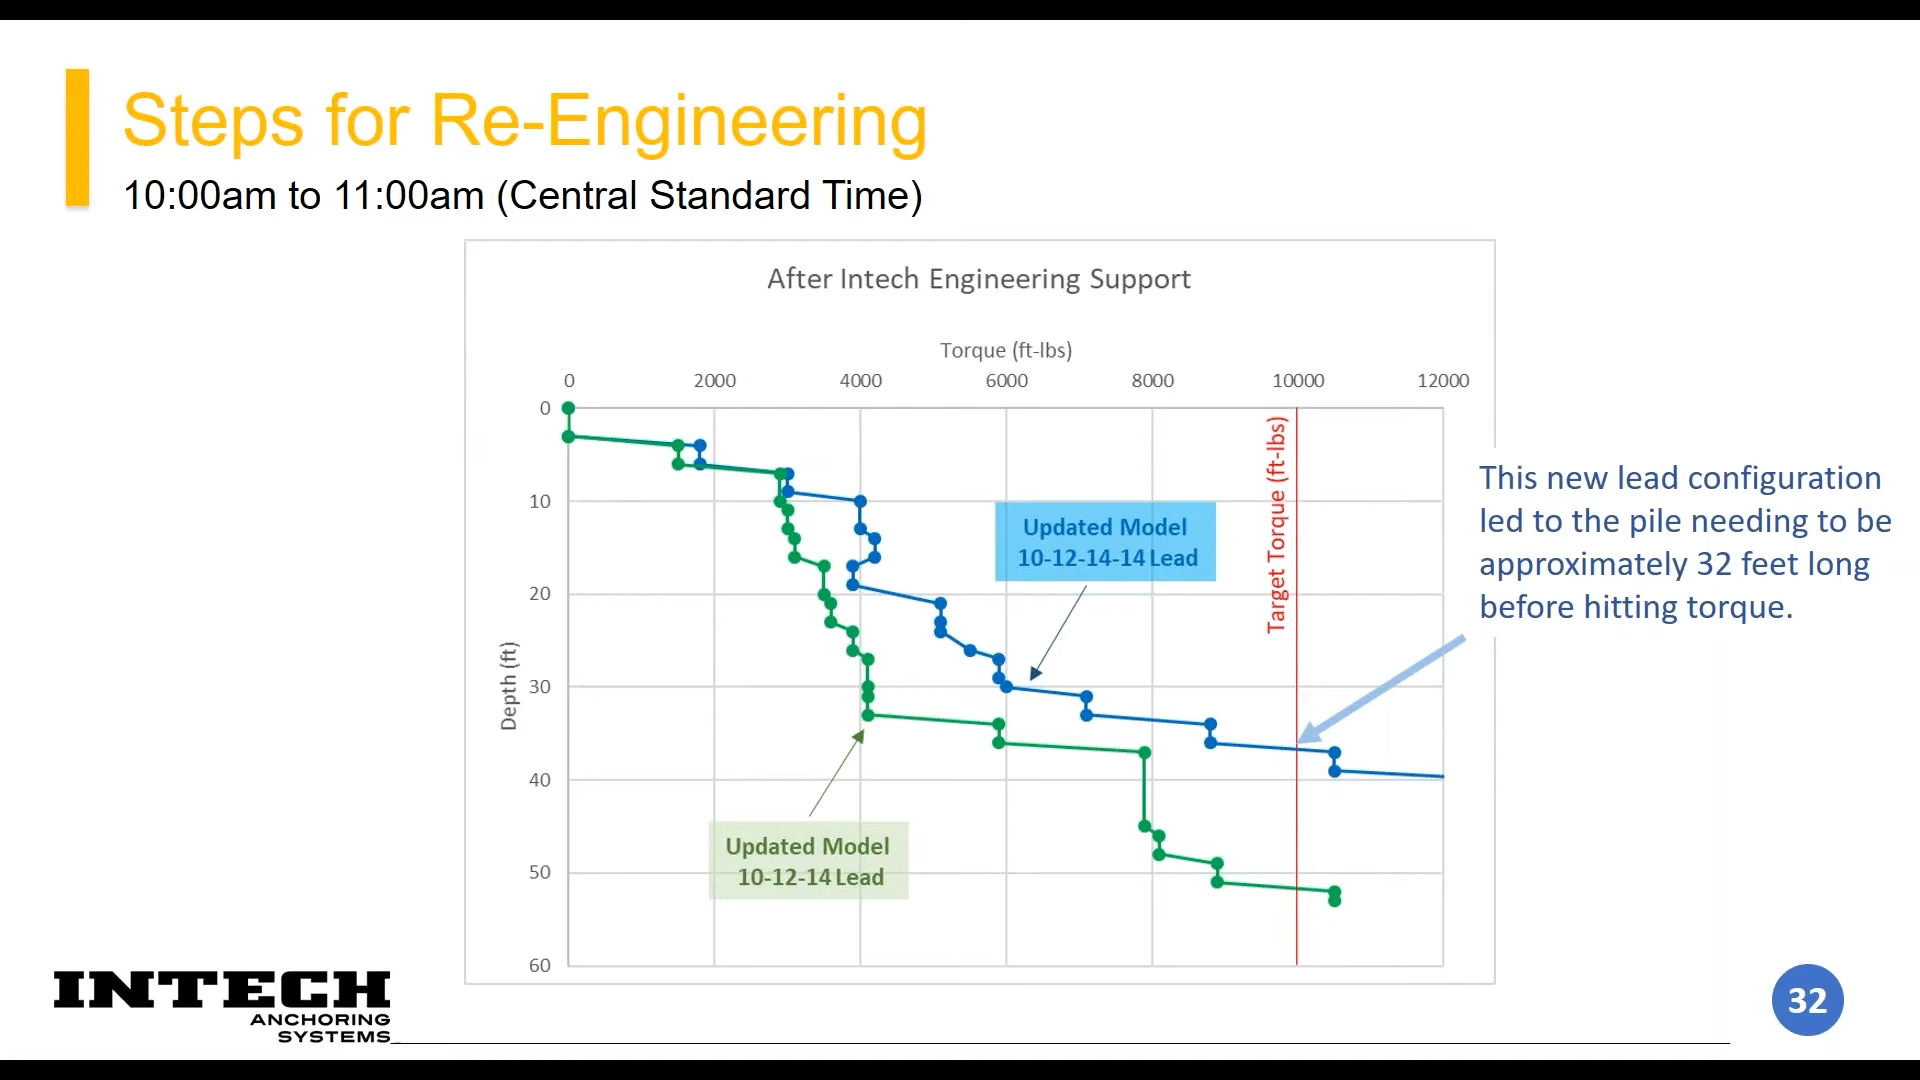 Steps for Re-Engineering
10:00am to 11:00am (Central Standard Time)
After Intech Engineering Support
Torque (ft-lbs)
0 2000 4000 6000 8000 10000 12000
0
10
20
30
40
50
60
Depth (ft)
Target Torque (ft-lbs)
Updated Model
10-12-14-14 Lead
Updated Model
10-12-14 Lead
This new lead configuration
led to the pile needing to be
approximately 32 feet long
before hitting torque.
INTECH
ANCHORING
SYSTEMS
32